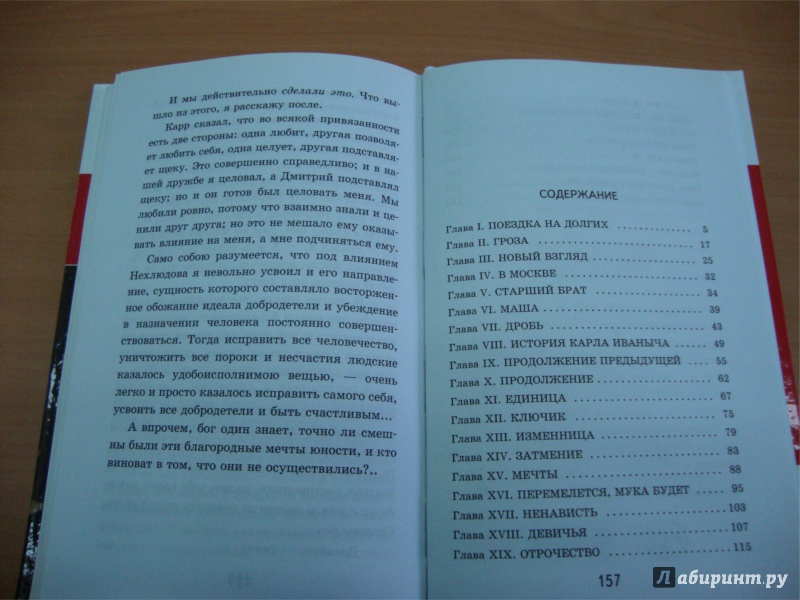 И мы действительно сделали это. Что вы-
шло из этого, я расскажу после.
Карр сказал, что во всякой привязанности
есть две стороны: одна любит, другая позволя-
ет любить себя, одна целует, другая подставля-
ет щеку. Это совершенно справедливо; и в на-
шей дружбе я целовал, а Дмитрий подставлял
щеку; но и он готов был целовать меня. Мы
любили ровно, потому что взаимно знали и це-
нили друг друга; но это не мешало ему оказы-
вать влияние на меня, а мне подчиняться ему.
Само собою разумеется, что под влиянием
Нехлюдова я невольно усвоил и его направле-
ние, сущность которого составляло восторжен-
ное обожание идеала добродетели и убеждение
в назначении человека постоянно совершен-
ствоваться. Тогда исправить все человечество,
уничтожить все пороки и несчастия людские
казалось удобоисполнимою вещью, — очень
легко и просто казалось исправить самого себя,
усвоить все добродетели и быть счастливым...
А впрочем, бог один знает, точно ли смеш-
ны были эти благородные мечты юности, и кто
виноват в том, что они не осуществились?..
СОДЕРЖАНИЕ
Глава I. ПОЕЗДКА НА ДОЛГИХ 5
Глава II. ГРОЗА 17
Глава III. НОВЫЙ ВЗГЛЯД 25
Глава IV. В МОСКВЕ 32
Глава V. СТАРШИЙ БРАТ 34
Глава VI. МАША 39
Глава VII. ДРОБЬ 43
Глава VIII. ИСТОРИЯ КАРЛА ИВАНЫЧА 49
Глава IX. ПРОДОЛЖЕНИЕ ПРЕДЫДУЩЕЙ 55
Глава X. ПРОДОЛЖЕНИЕ 62
Глава XI. ЕДИНИЦА 67
Глава XII. КЛЮЧИК 75
Глава XIII. ИЗМЕННИЦА 79
Глава XIV. ЗАТМЕНИЕ 83
Глава XV. МЕЧТЫ 88
Глава XVI. ПЕРЕМЕЛЕТСЯ, МУКА БУДЕТ 95
Глава XVII. НЕНАВИСТЬ 103
Глава XVIII. ДЕВИЧЬЯ 107
Глава XIX. ОТРОЧЕСТВО 115
157
Лабиринт.ру